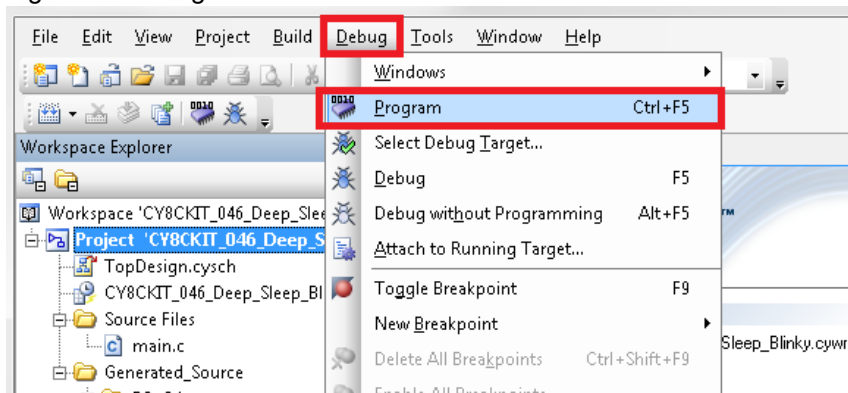 File Edit View Project Build Debug Tools Window Help
Windows
Program Ctrl+F5
Workspace Explorer
Select Debug Target...
Debug F5
Workspace 'CY8CKIT_046_Deep_Slee
Debug without Programming Alt+F5
Project 'CY8CKIT_046_Deep_S
Attach to Running Target...
TopDesign.cysch
CY8CKIT_046_Deep_Sleep_Bl
Toggle Breakpoint F9
Source Files
New Breakpoint
main.c
Sleep_Blinky.cywr
Delete All Breakpoints Ctrl+Shift+F9
Generated_Source